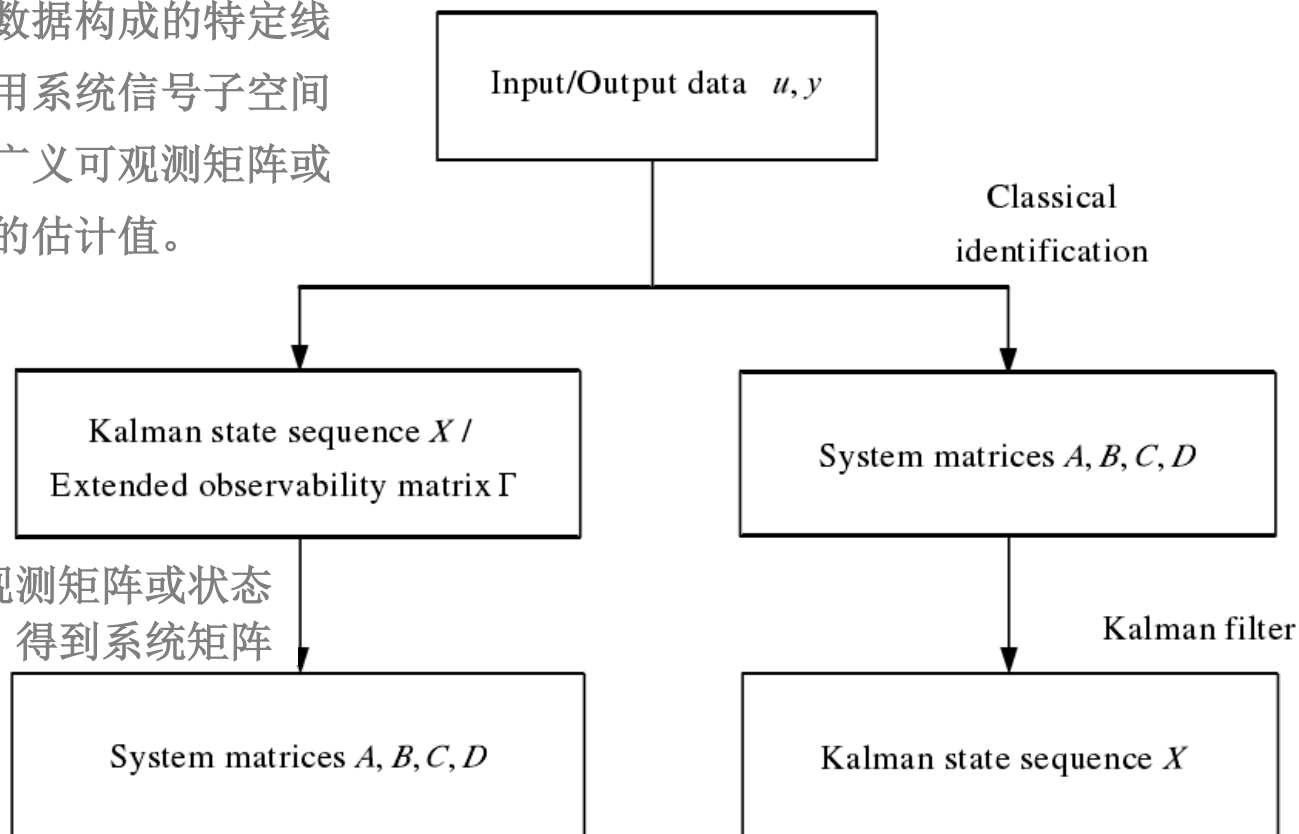 数据构成的特定线
用系统信号子空间
广义可观测矩阵或
的估计值。
Input/Output data u, y
Classical
identification
Kalman state sequence X /
Extended observability matrix Γ
System matrices A, B, C, D
观测矩阵或状态
得到系统矩阵
Kalman filter
System matrices A, B, C, D
Kalman state sequence X